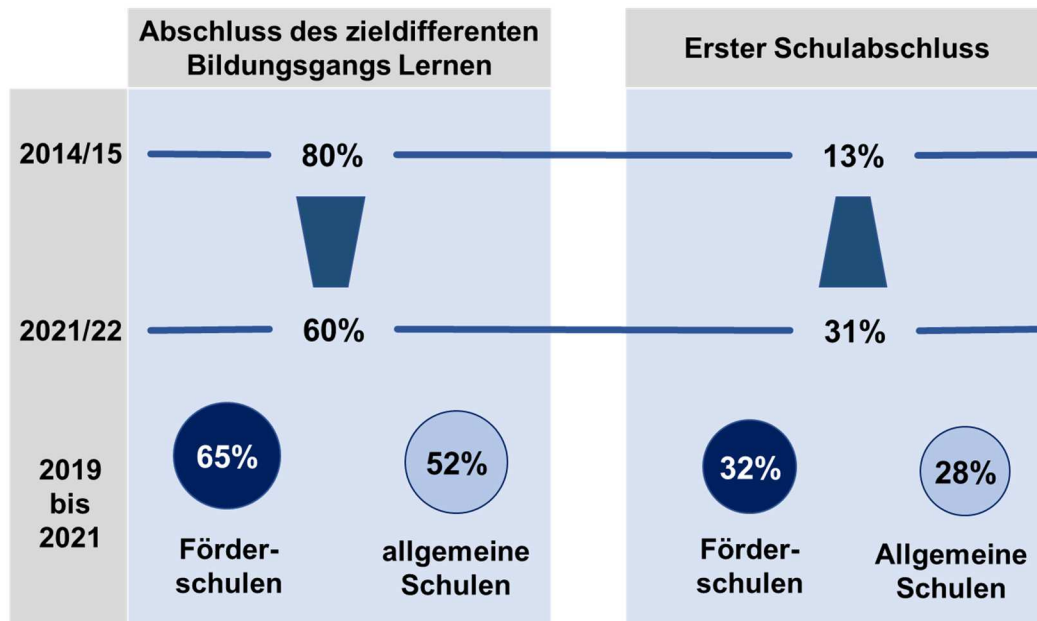 Abschluss des zieldifferenten
Bildungsgangs Lernen
Erster Schulabschluss
2014/15
80%
13%
2021/22
60%
31%
2019
bis
2021
65%
52%
32%
28%
Förder-
schulen
allgemeine
Schulen
Förder-
schulen
Allgemeine
Schulen